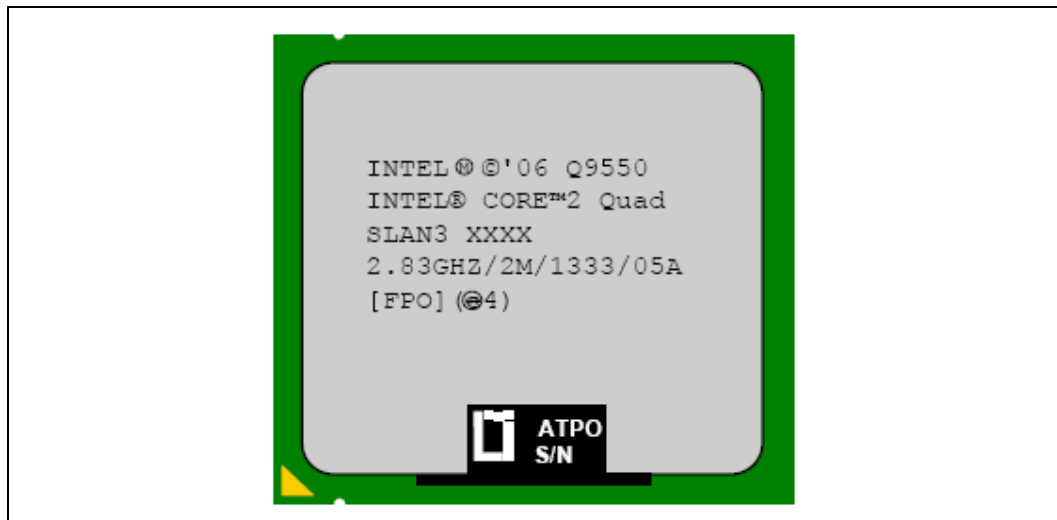 INTEL Ⓜ ©'06 Q9550
INTEL® CORE™2 Quad
SLAN3 XXXX
2.83GHZ/2M/1333/05A
[FPO] (e4)
ATPO
S/N